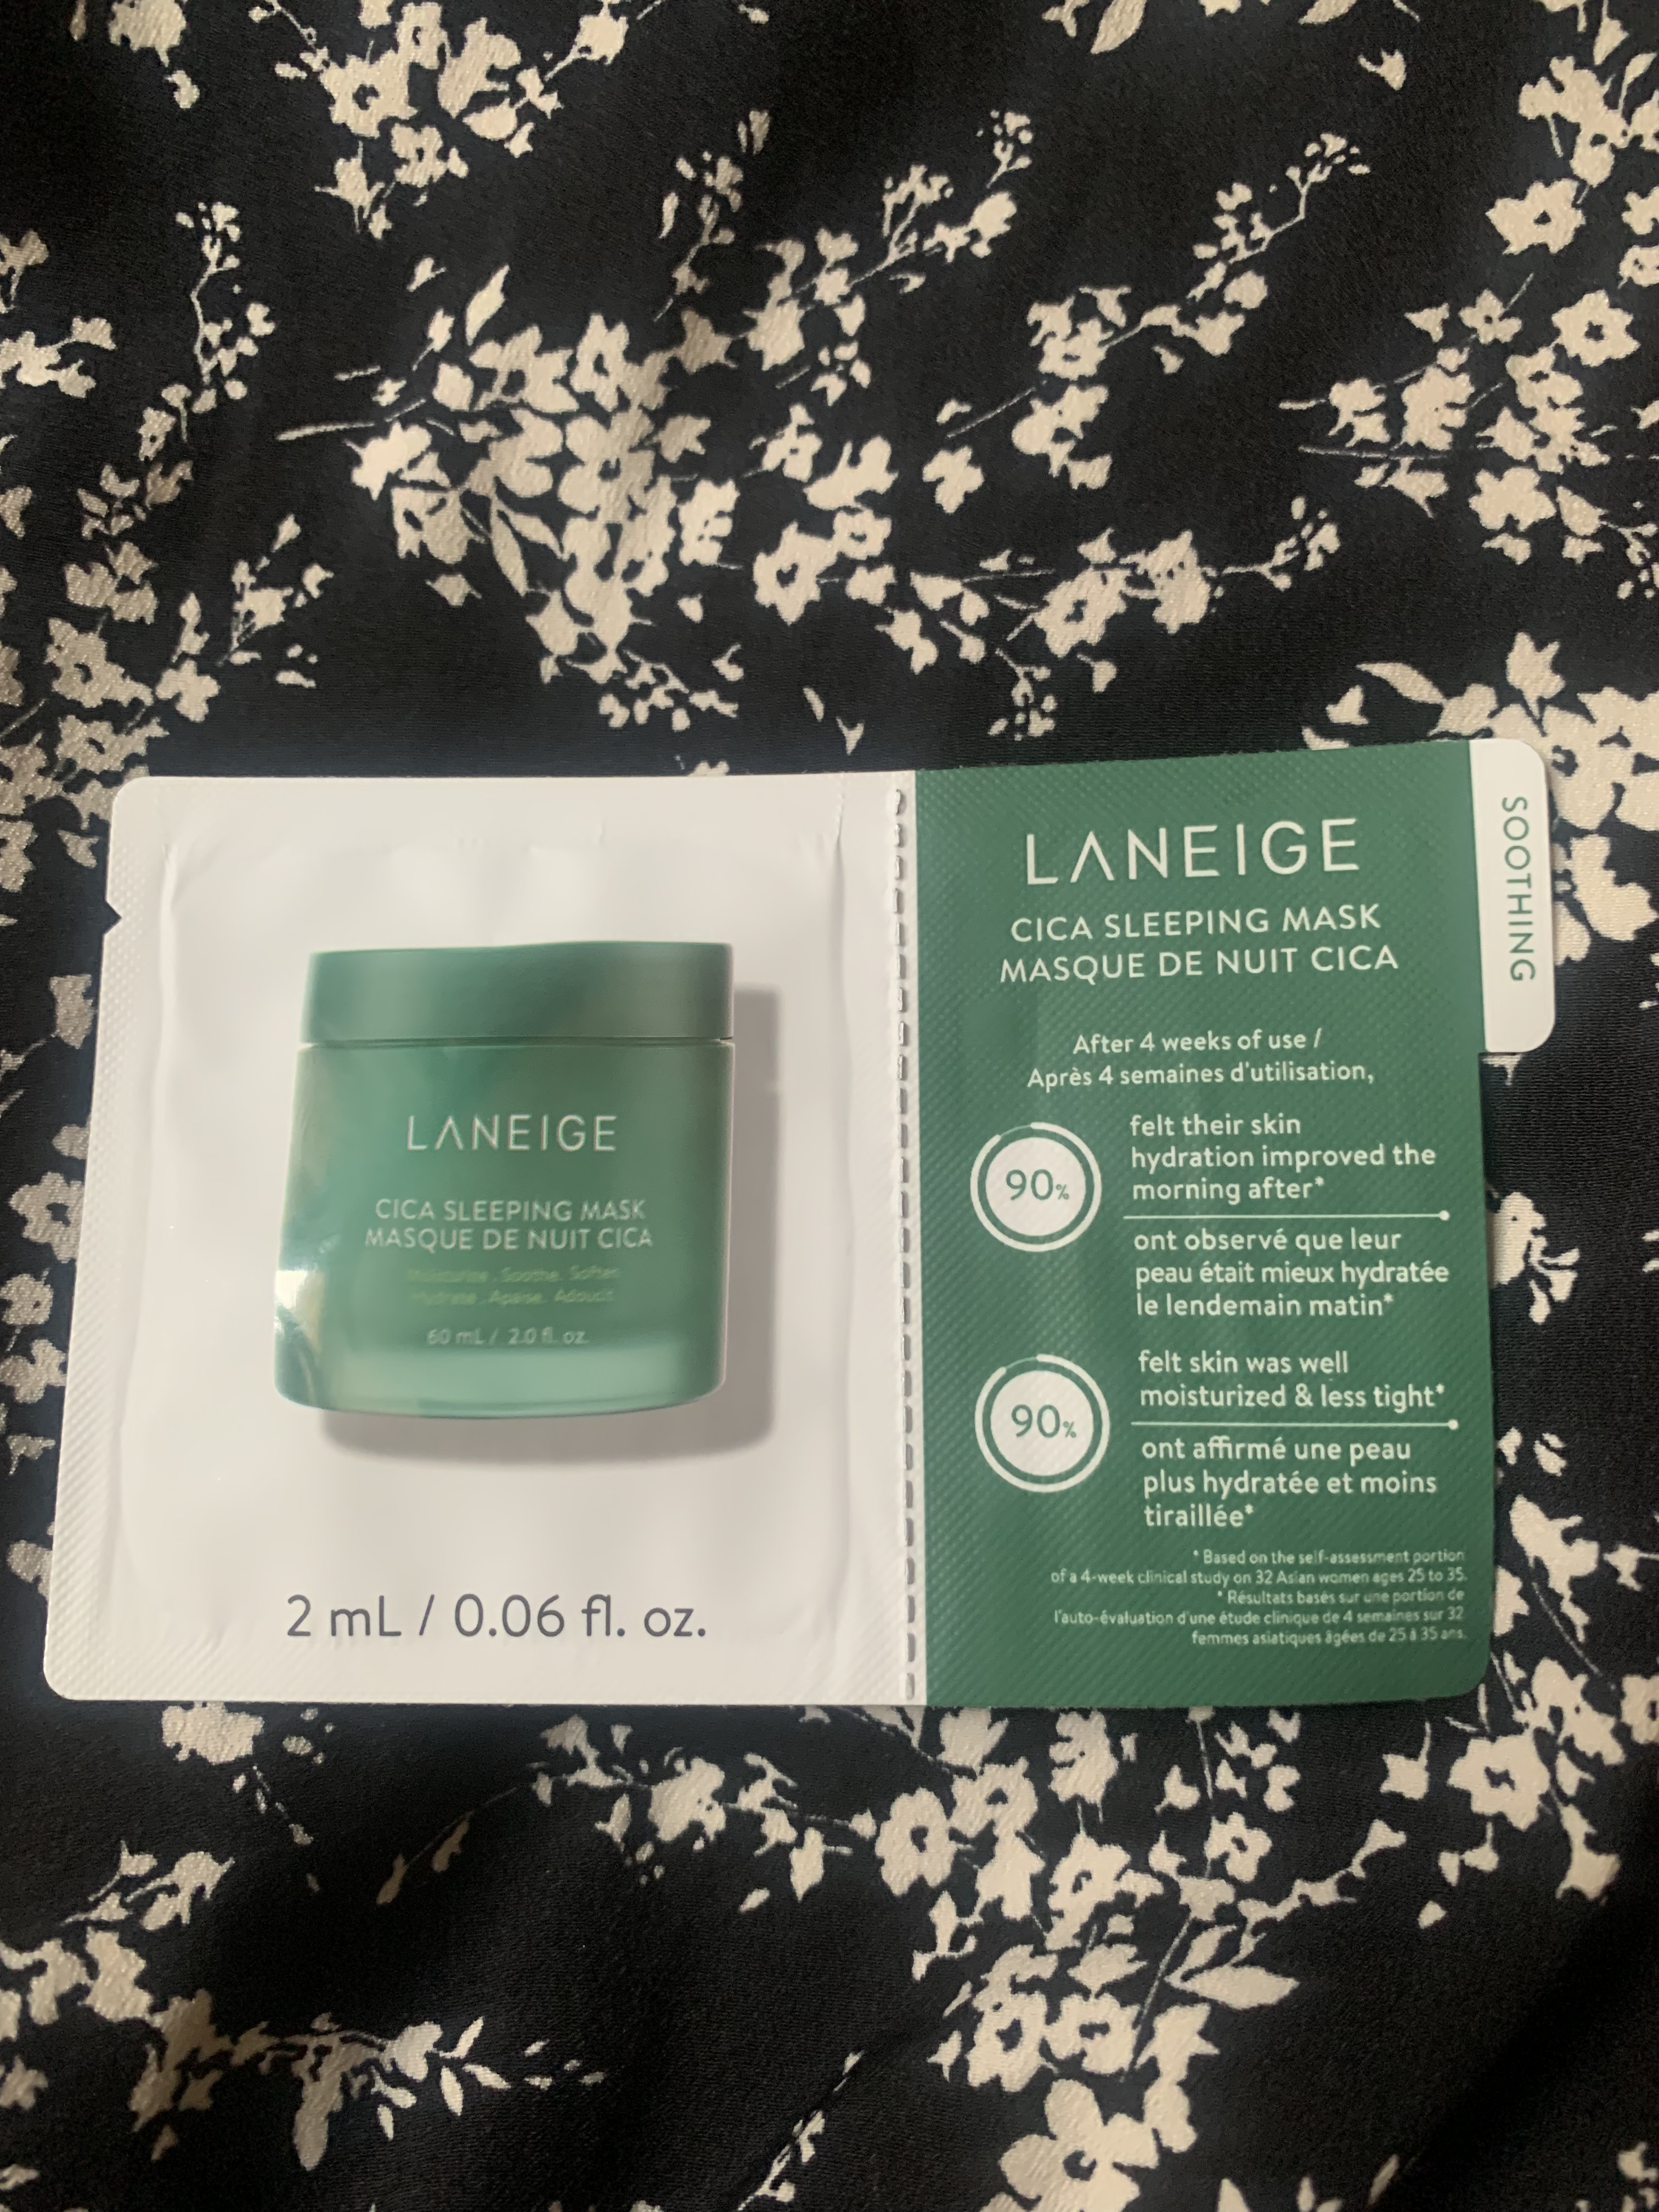 LANEIGE
CICA SLEEPING MASK
MASQUE DE NUIT CICA
Moisturize . Soothe. Soften
Hydrate . Apaise. Adoucit
60 mL / 2.0 fl. oz.
2 mL / 0.06 fl. oz.
LANEIGE
CICA SLEEPING MASK
MASQUE DE NUIT CICA
After 4 weeks of use /
Après 4 semaines d'utilisation,
90%
felt their skin
hydration improved the
morning after*
ont observé que leur
peau était mieux hydratée
le lendemain matin*
90%
felt skin was well
moisturized & less tight*
ont affirmé une peau
plus hydratée et moins
tiraillée*
* Based on the self-assessment portion
of a 4-week clinical study on 32 Asian women ages 25 to 35.
* Résultats basés sur une portion de
l'auto-évaluation d'une étude clinique de 4 semaines sur 32
femmes asiatiques âgées de 25 à 35 ans.
SOOTHING